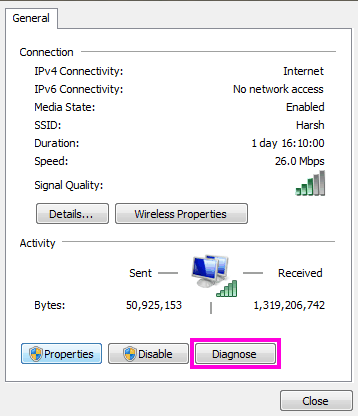 General
Connection
IPv4 Connectivity: Internet
IPv6 Connectivity: No network access
Media State: Enabled
SSID: Harsh
Duration: 1 day 16:10:00
Speed: 26.0 Mbps
Signal Quality:
Details... Wireless Properties
Activity
Sent Received
Bytes: 50,925,153 1,319,206,742
Properties Disable Diagnose
Close